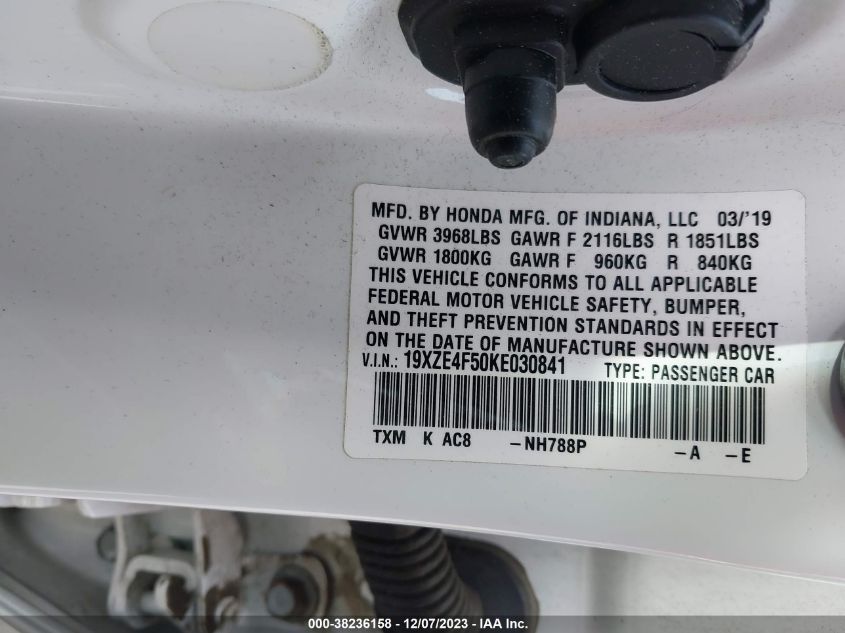 MFD. BY HONDA MFG. OF INDIANA, LLC 03/'19
GVWR 3968LBS GAWR F 2116LBS R 1851LBS
GVWR 1800KG GAWR F 960KG R 840KG
THIS VEHICLE CONFORMS TO ALL APPLICABLE
FEDERAL MOTOR VEHICLE SAFETY, BUMPER,
AND THEFT PREVENTION STANDARDS IN EFFECT
ON THE DATE OF MANUFACTURE SHOWN ABOVE.
V.I.N.: 19XZE4F50KE030841 TYPE: PASSENGER CAR
TXM K AC8 -NH788P -A -E
000-38236158 - 12/07/2023 - IAA Inc.